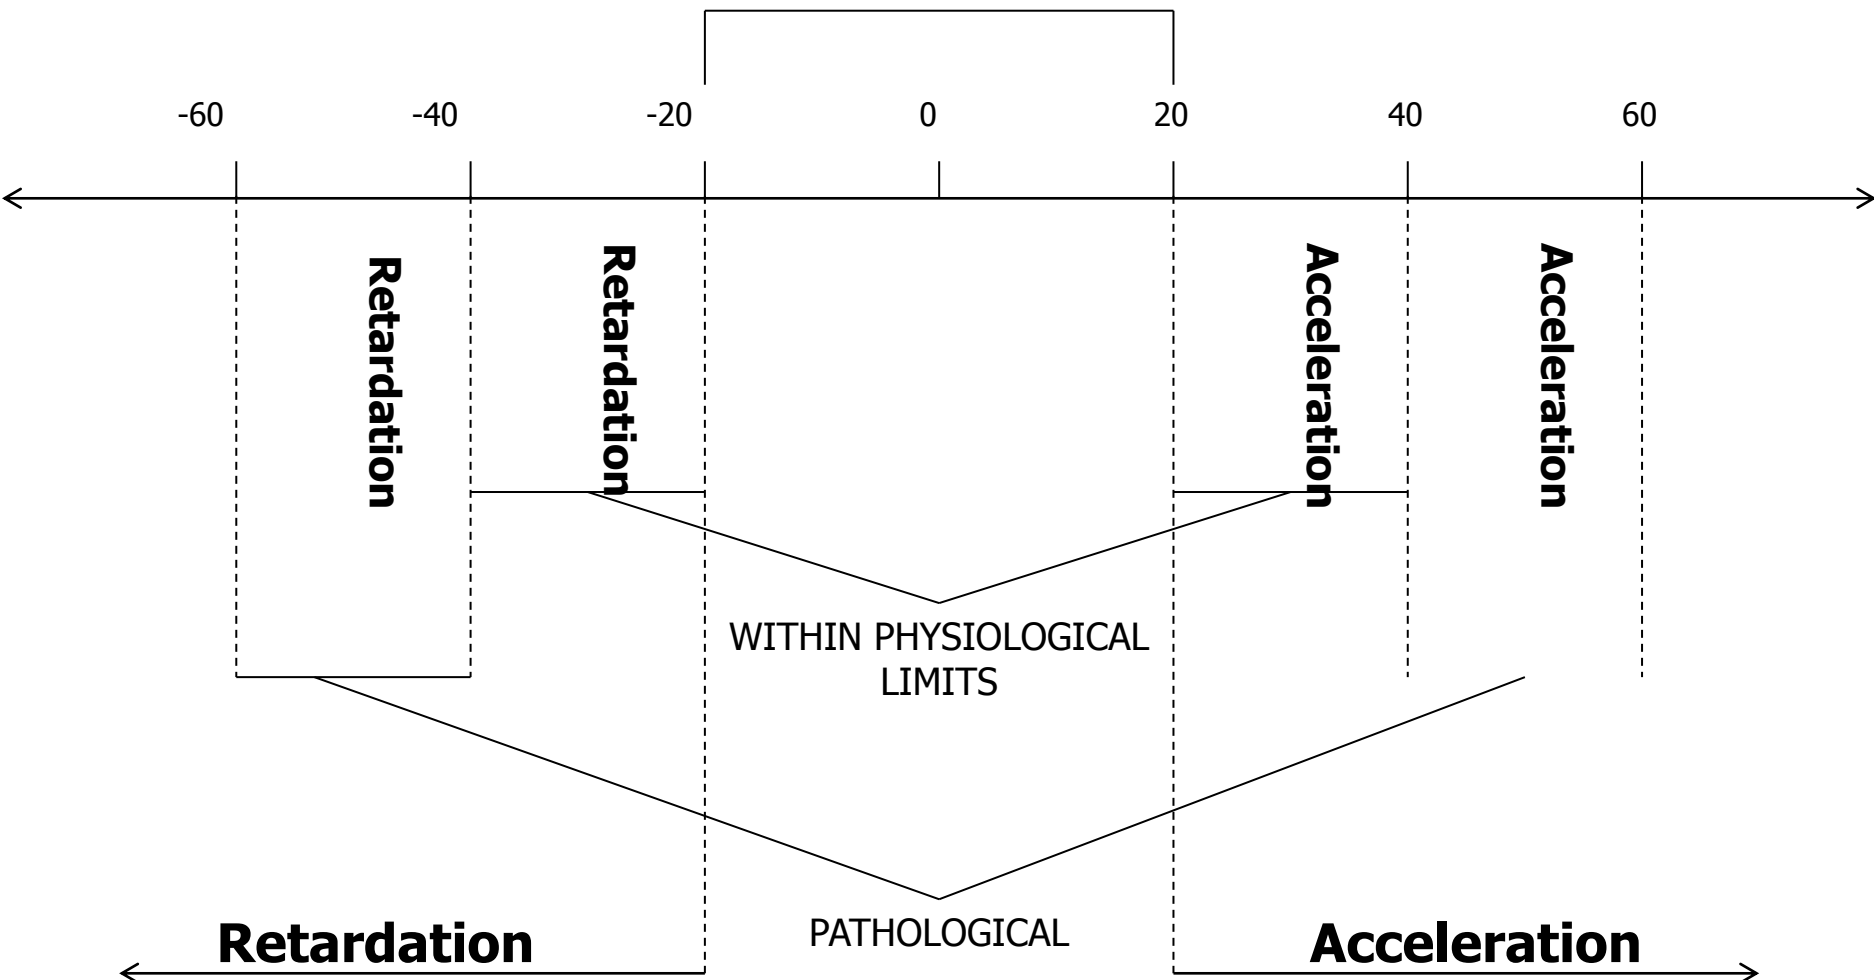 -60 -40 -20 0 20 40 60
Retardation
Retardation
Acceleration
Acceleration
WITHIN PHYSIOLOGICAL
LIMITS
PATHOLOGICAL
Retardation
Acceleration